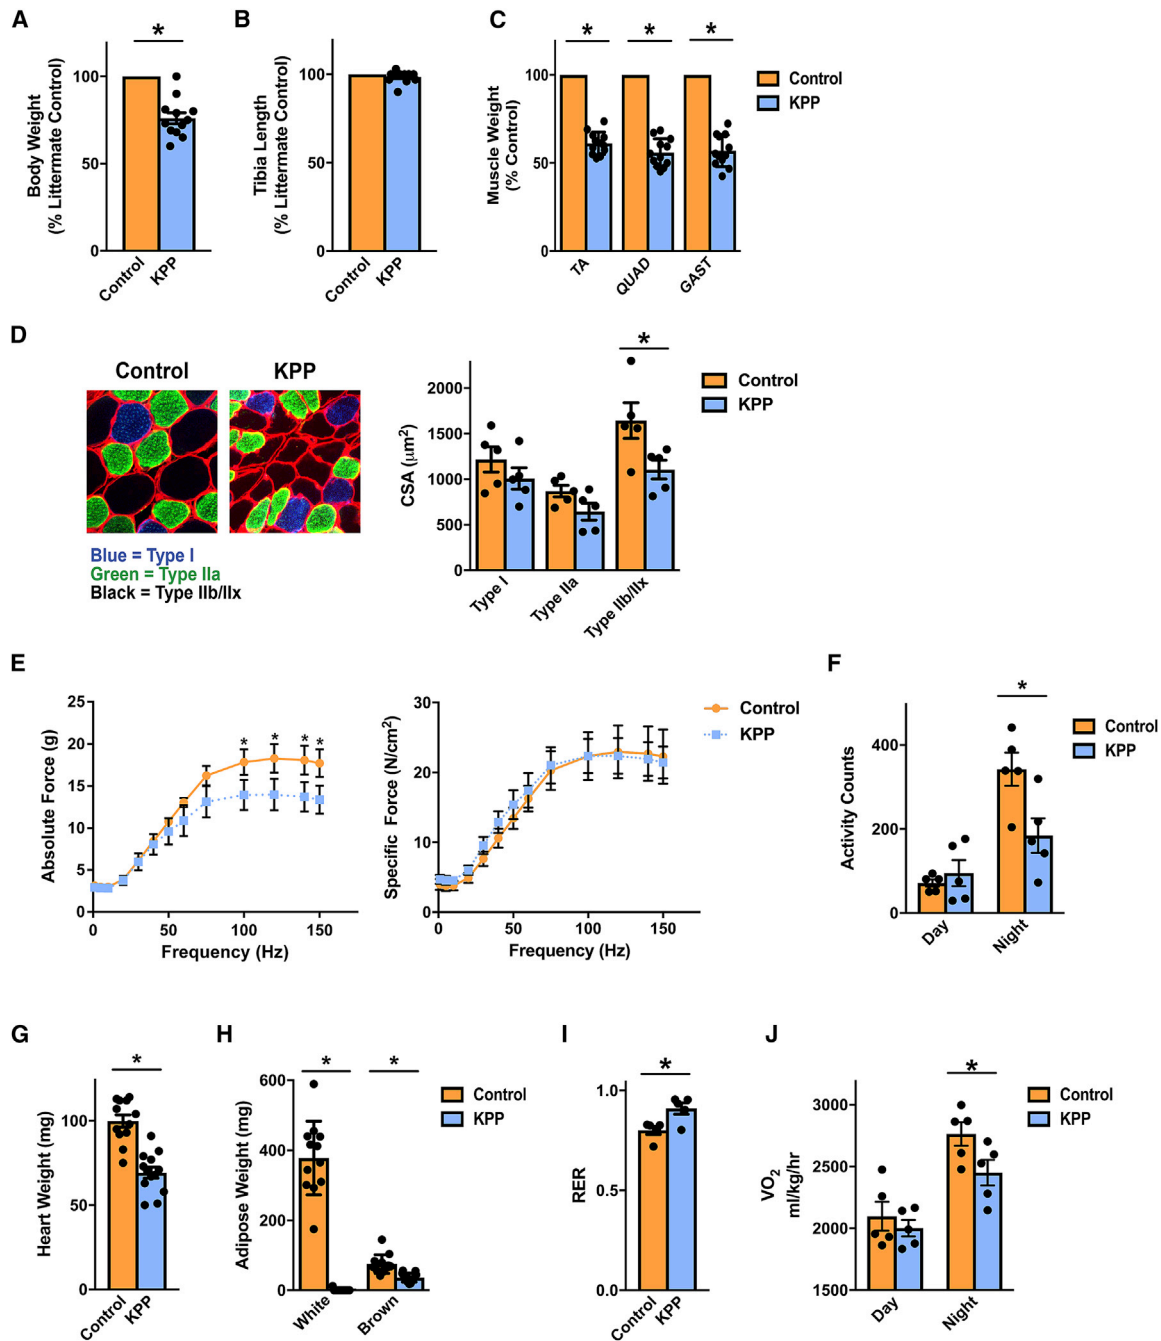 A
*
Body Weight
(% Littermate Control)
100
50
0
Control
KPP
B
Tibia Length
(% Littermate Control)
100
50
0
Control
KPP
C
* * *
Muscle Weight
(% Control)
100
50
0
TA
QUAD
GAST
Control
KPP
D
Control KPP
Blue = Type I
Green = Type IIa
Black = Type IIb/IIx
*
CSA (μm²)
2000
1500
1000
500
0
Type I
Type IIa
Type IIb/IIx
Control
KPP
E
Absolute Force (g)
25
20
15
10
5
0
* * * *
0 50 100 150
Frequency (Hz)
Specific Force (N/cm²)
30
20
10
0
0 50 100 150
Frequency (Hz)
Control
KPP
F
*
Activity Counts
400
200
0
Day
Night
Control
KPP
G
*
Heart Weight (mg)
100
50
0
Control
KPP
H
* *
Adipose Weight (mg)
600
400
200
0
White
Brown
Control
KPP
I
*
RER
1.0
0.5
0.0
Control
KPP
J
*
VO₂
ml/kg/hr
3000
2500
2000
1500
Day
Night
Control
KPP